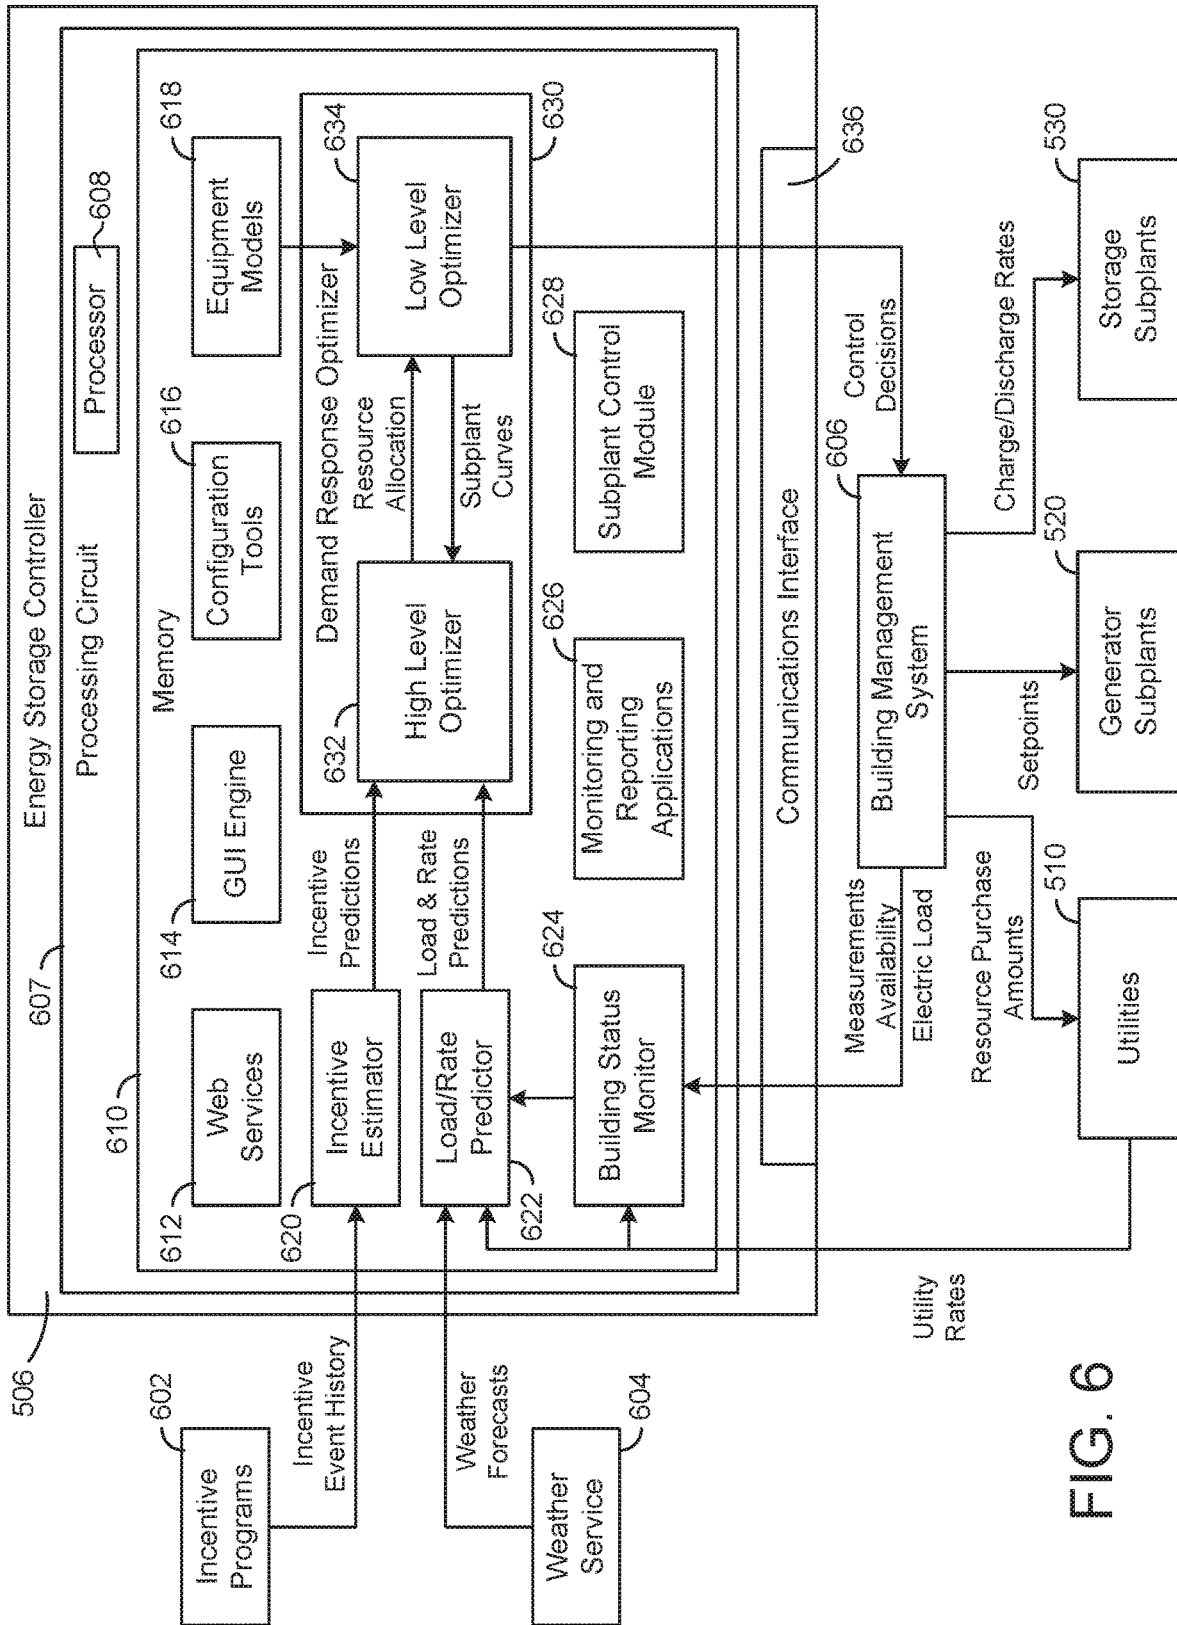 506
Energy Storage Controller
607
Processing Circuit
Processor
608
610
Memory
612
Web
Services
614
GUI Engine
616
Configuration
Tools
618
Equipment
Models
602
Incentive
Programs
Incentive
Event History
620
Incentive
Estimator
Incentive
Predictions
Demand Response Optimizer
630
632
High Level
Optimizer
Resource
Allocation
Subplant
Curves
634
Low Level
Optimizer
604
Weather
Service
Weather
Forecasts
Load/Rate
Predictor
622
Load & Rate
Predictions
624
Building Status
Monitor
626
Monitoring and
Reporting
Applications
628
Subplant Control
Module
Communications Interface
636
Measurements
Availability
Electric Load
606
Building Management
System
Control
Decisions
Utility
Rates
Resource Purchase
Amounts
Setpoints
Charge/Discharge Rates
510
Utilities
520
Generator
Subplants
530
Storage
Subplants
FIG. 6